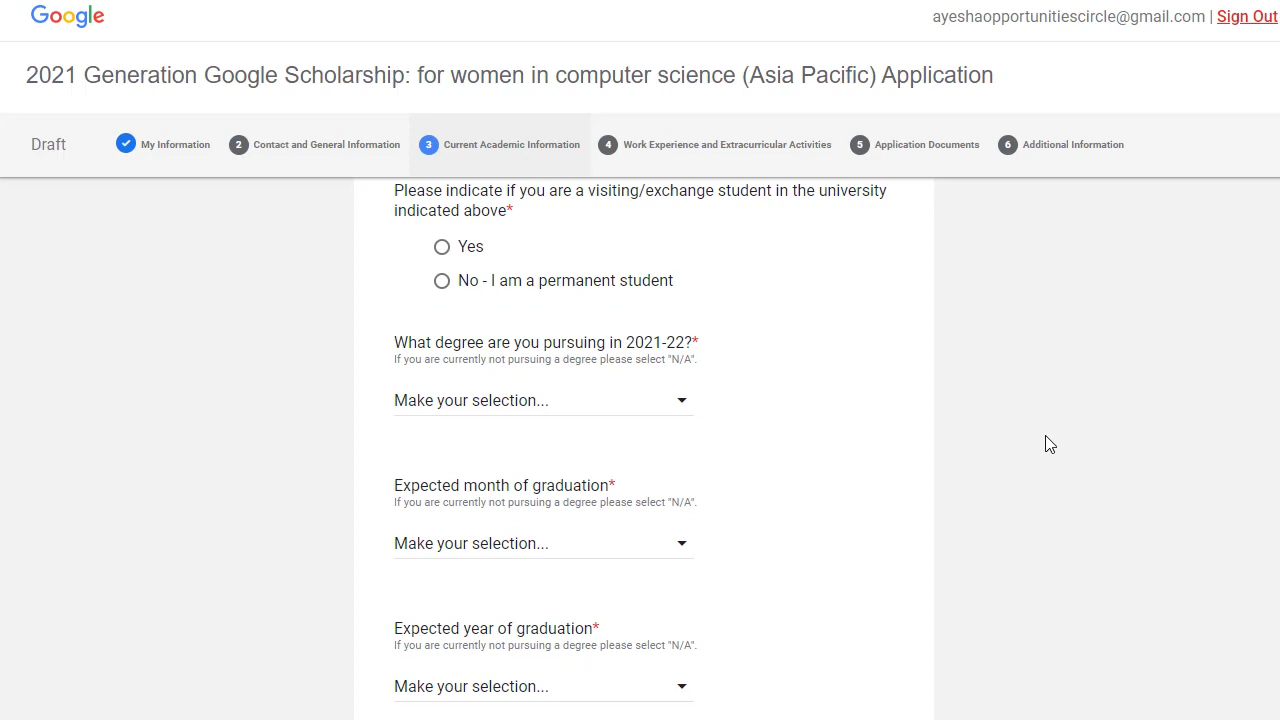 Google
ayeshaopportunitiescircle@gmail.com | Sign Out
2021 Generation Google Scholarship: for women in computer science (Asia Pacific) Application
Draft
My Information
2 Contact and General Information
3 Current Academic Information
4 Work Experience and Extracurricular Activities
5 Application Documents
6 Additional Information
Please indicate if you are a visiting/exchange student in the university
indicated above*
Yes
No - I am a permanent student
What degree are you pursuing in 2021-22?*
If you are currently not pursuing a degree please select "N/A".
Make your selection...
Expected month of graduation*
If you are currently not pursuing a degree please select "N/A".
Make your selection...
Expected year of graduation*
If you are currently not pursuing a degree please select "N/A".
Make your selection...